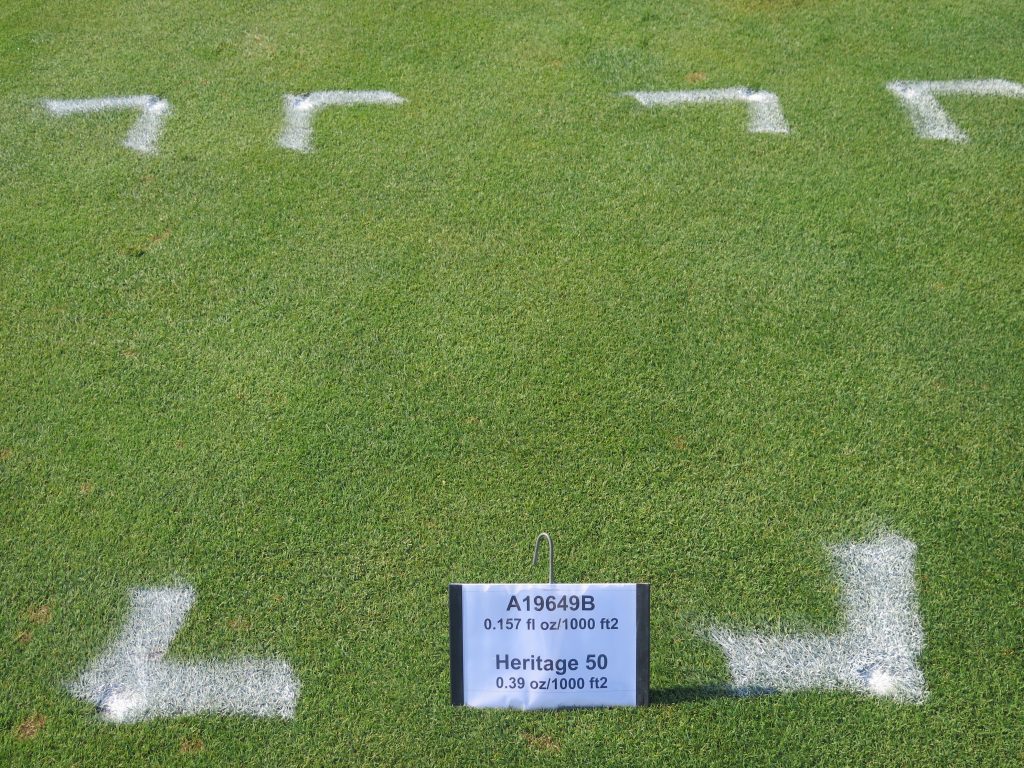 A19649B
0.157 fl oz/1000 ft2
Heritage 50
0.39 oz/1000 ft2